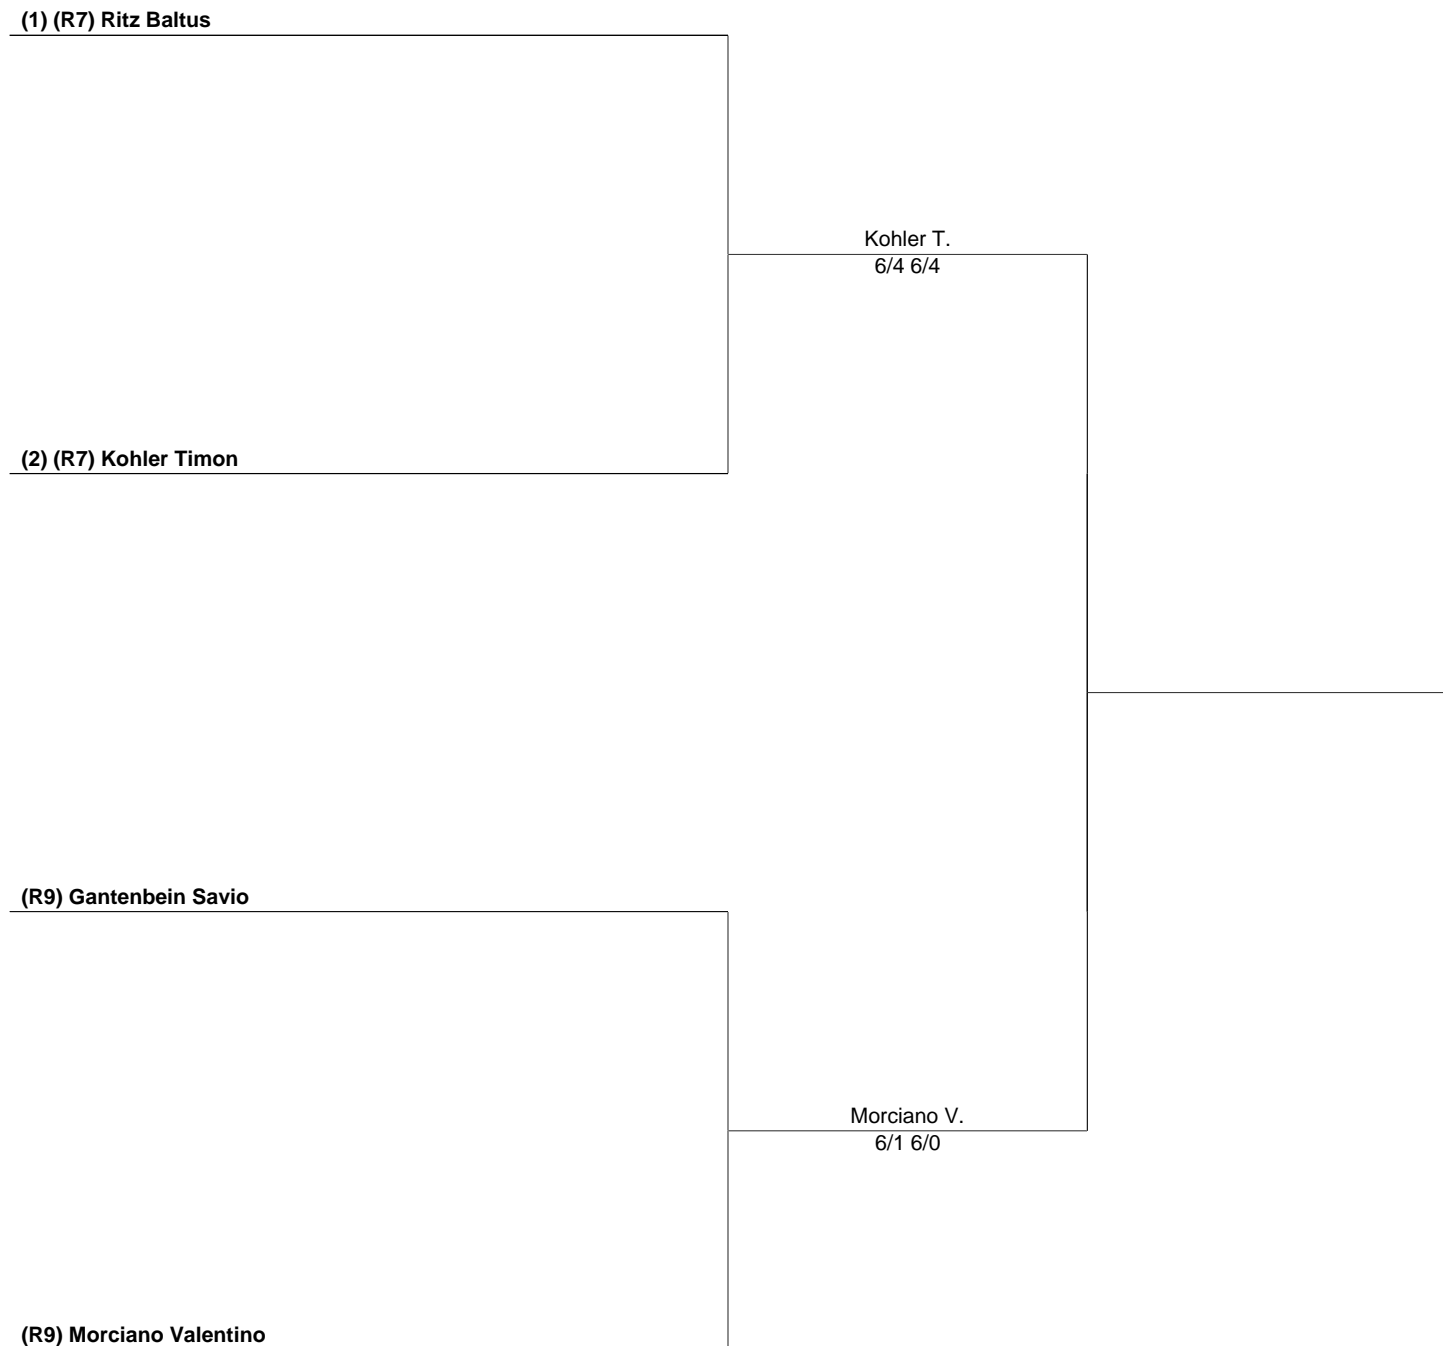 (1) (R7) Ritz Baltus
Kohler T.
6/4 6/4
(2) (R7) Kohler Timon
(R9) Gantenbein Savio
Morciano V.
6/1 6/0
(R9) Morciano Valentino